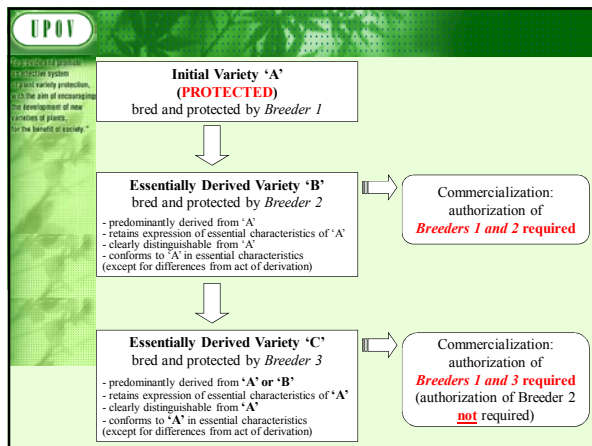 UPOV
"To provide and promote
an effective system
of plant variety protection,
with the aim of encouraging
the development of new
varieties of plants,
for the benefit of society."
Initial Variety ‘A’
(PROTECTED)
bred and protected by Breeder 1
Essentially Derived Variety ‘B’
bred and protected by Breeder 2
- predominantly derived from ‘A’
- retains expression of essential characteristics of ‘A’
- clearly distinguishable from ‘A’
- conforms to ‘A’ in essential characteristics
(except for differences from act of derivation)
Commercialization:
authorization of
Breeders 1 and 2 required
Essentially Derived Variety ‘C’
bred and protected by Breeder 3
- predominantly derived from ‘A’ or ‘B’
- retains expression of essential characteristics of ‘A’
- clearly distinguishable from ‘A’
- conforms to ‘A’ in essential characteristics
(except for differences from act of derivation)
Commercialization:
authorization of
Breeders 1 and 3 required
(authorization of Breeder 2
not required)